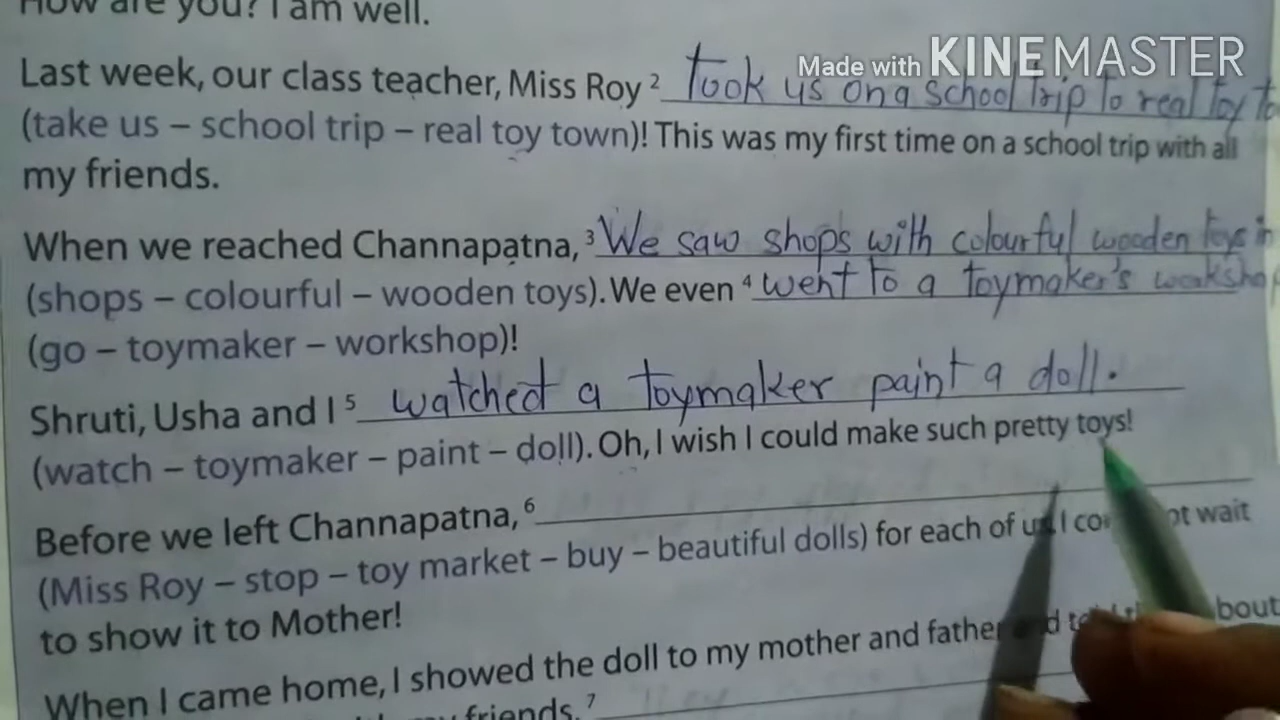 How are you? I am well.
Made with KINEMASTER
Last week, our class teacher, Miss Roy 2 took us on a school trip to real toy to
(take us – school trip – real toy town)! This was my first time on a school trip with all
my friends.
When we reached Channapatna, 3 We saw shops with colourful wooden toys in
(shops – colourful – wooden toys). We even 4 went to a toymaker's workshop
(go – toymaker – workshop)!
Shruti, Usha and I 5 watched a toymaker paint a doll.
(watch – toymaker – paint – doll). Oh, I wish I could make such pretty toys!
Before we left Channapatna, 6
(Miss Roy – stop – toy market – buy – beautiful dolls) for each of us I wait
to show it to Mother!
When I came home, I showed the doll to my mother and father
friends. 7